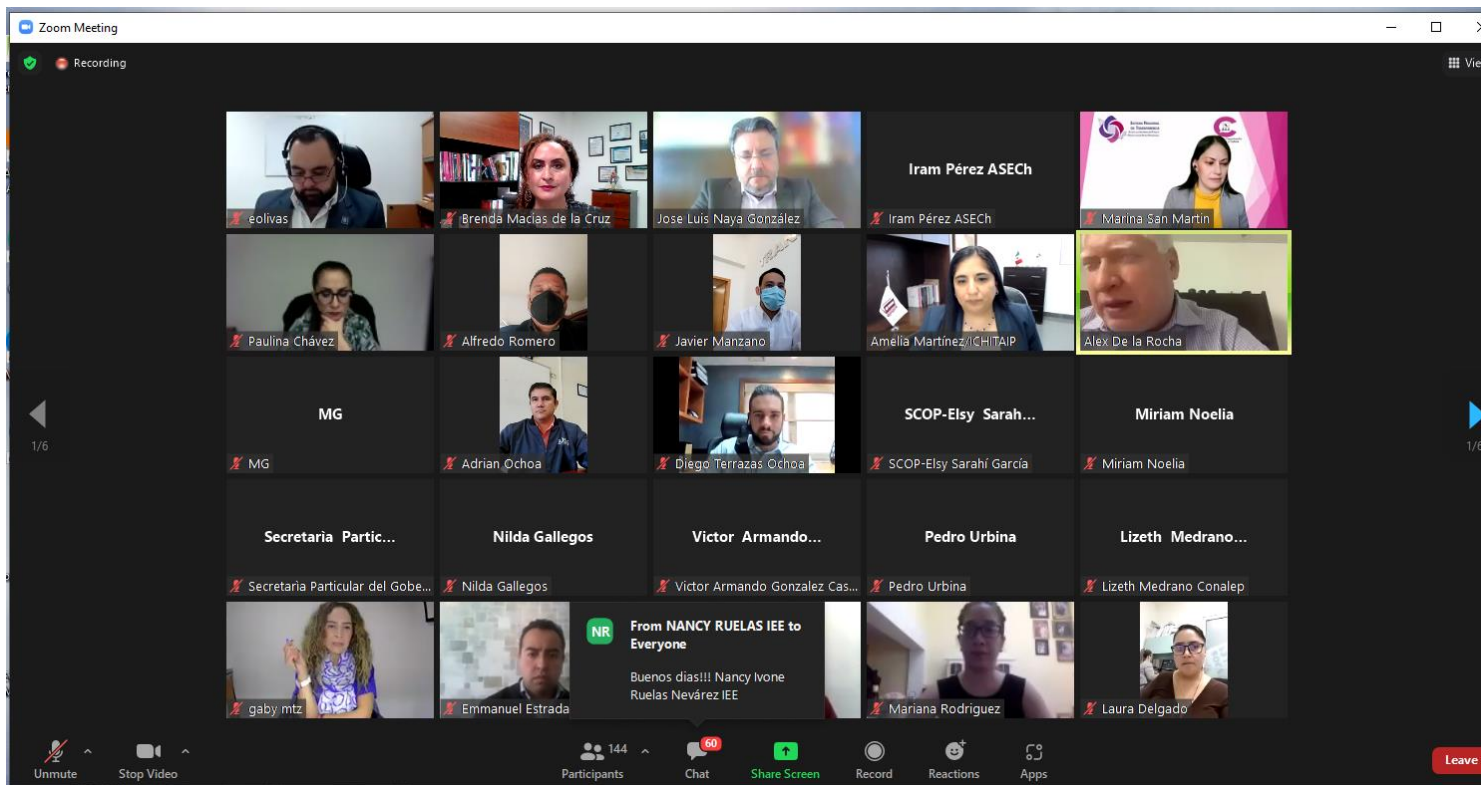 Zoom Meeting
Recording
Vie
Iram Pérez ASECh
eolivas
Brenda Macias de la Cruz
Jose Luis Naya González
Iram Pérez ASECh
Marina San Martin
Paulina Chávez
Alfredo Romero
Javier Manzano
Amelia Martínez/ICHITAIP
Alex De la Rocha
MG
SCOP-Elsy Sarah...
Miriam Noelia
1/6
1/6
MG
Adrian Ochoa
Diego Terrazas Ochoa
SCOP-Elsy Sarahí García
Miriam Noelia
Secretarìa Partic...
Nilda Gallegos
Victor Armando...
Pedro Urbina
Lizeth Medrano...
Secretarìa Particular del Gobe...
Nilda Gallegos
Victor Armando Gonzalez Cas...
Pedro Urbina
Lizeth Medrano Conalep
NR
From NANCY RUELAS IEE to
Everyone
Buenos dias!!! Nancy Ivone
Ruelas Nevárez IEE
gaby mtz
Emmanuel Estrada
Mariana Rodriguez
Laura Delgado
Unmute
Stop Video
144
Participants
60
Chat
Share Screen
Record
Reactions
Apps
Leave